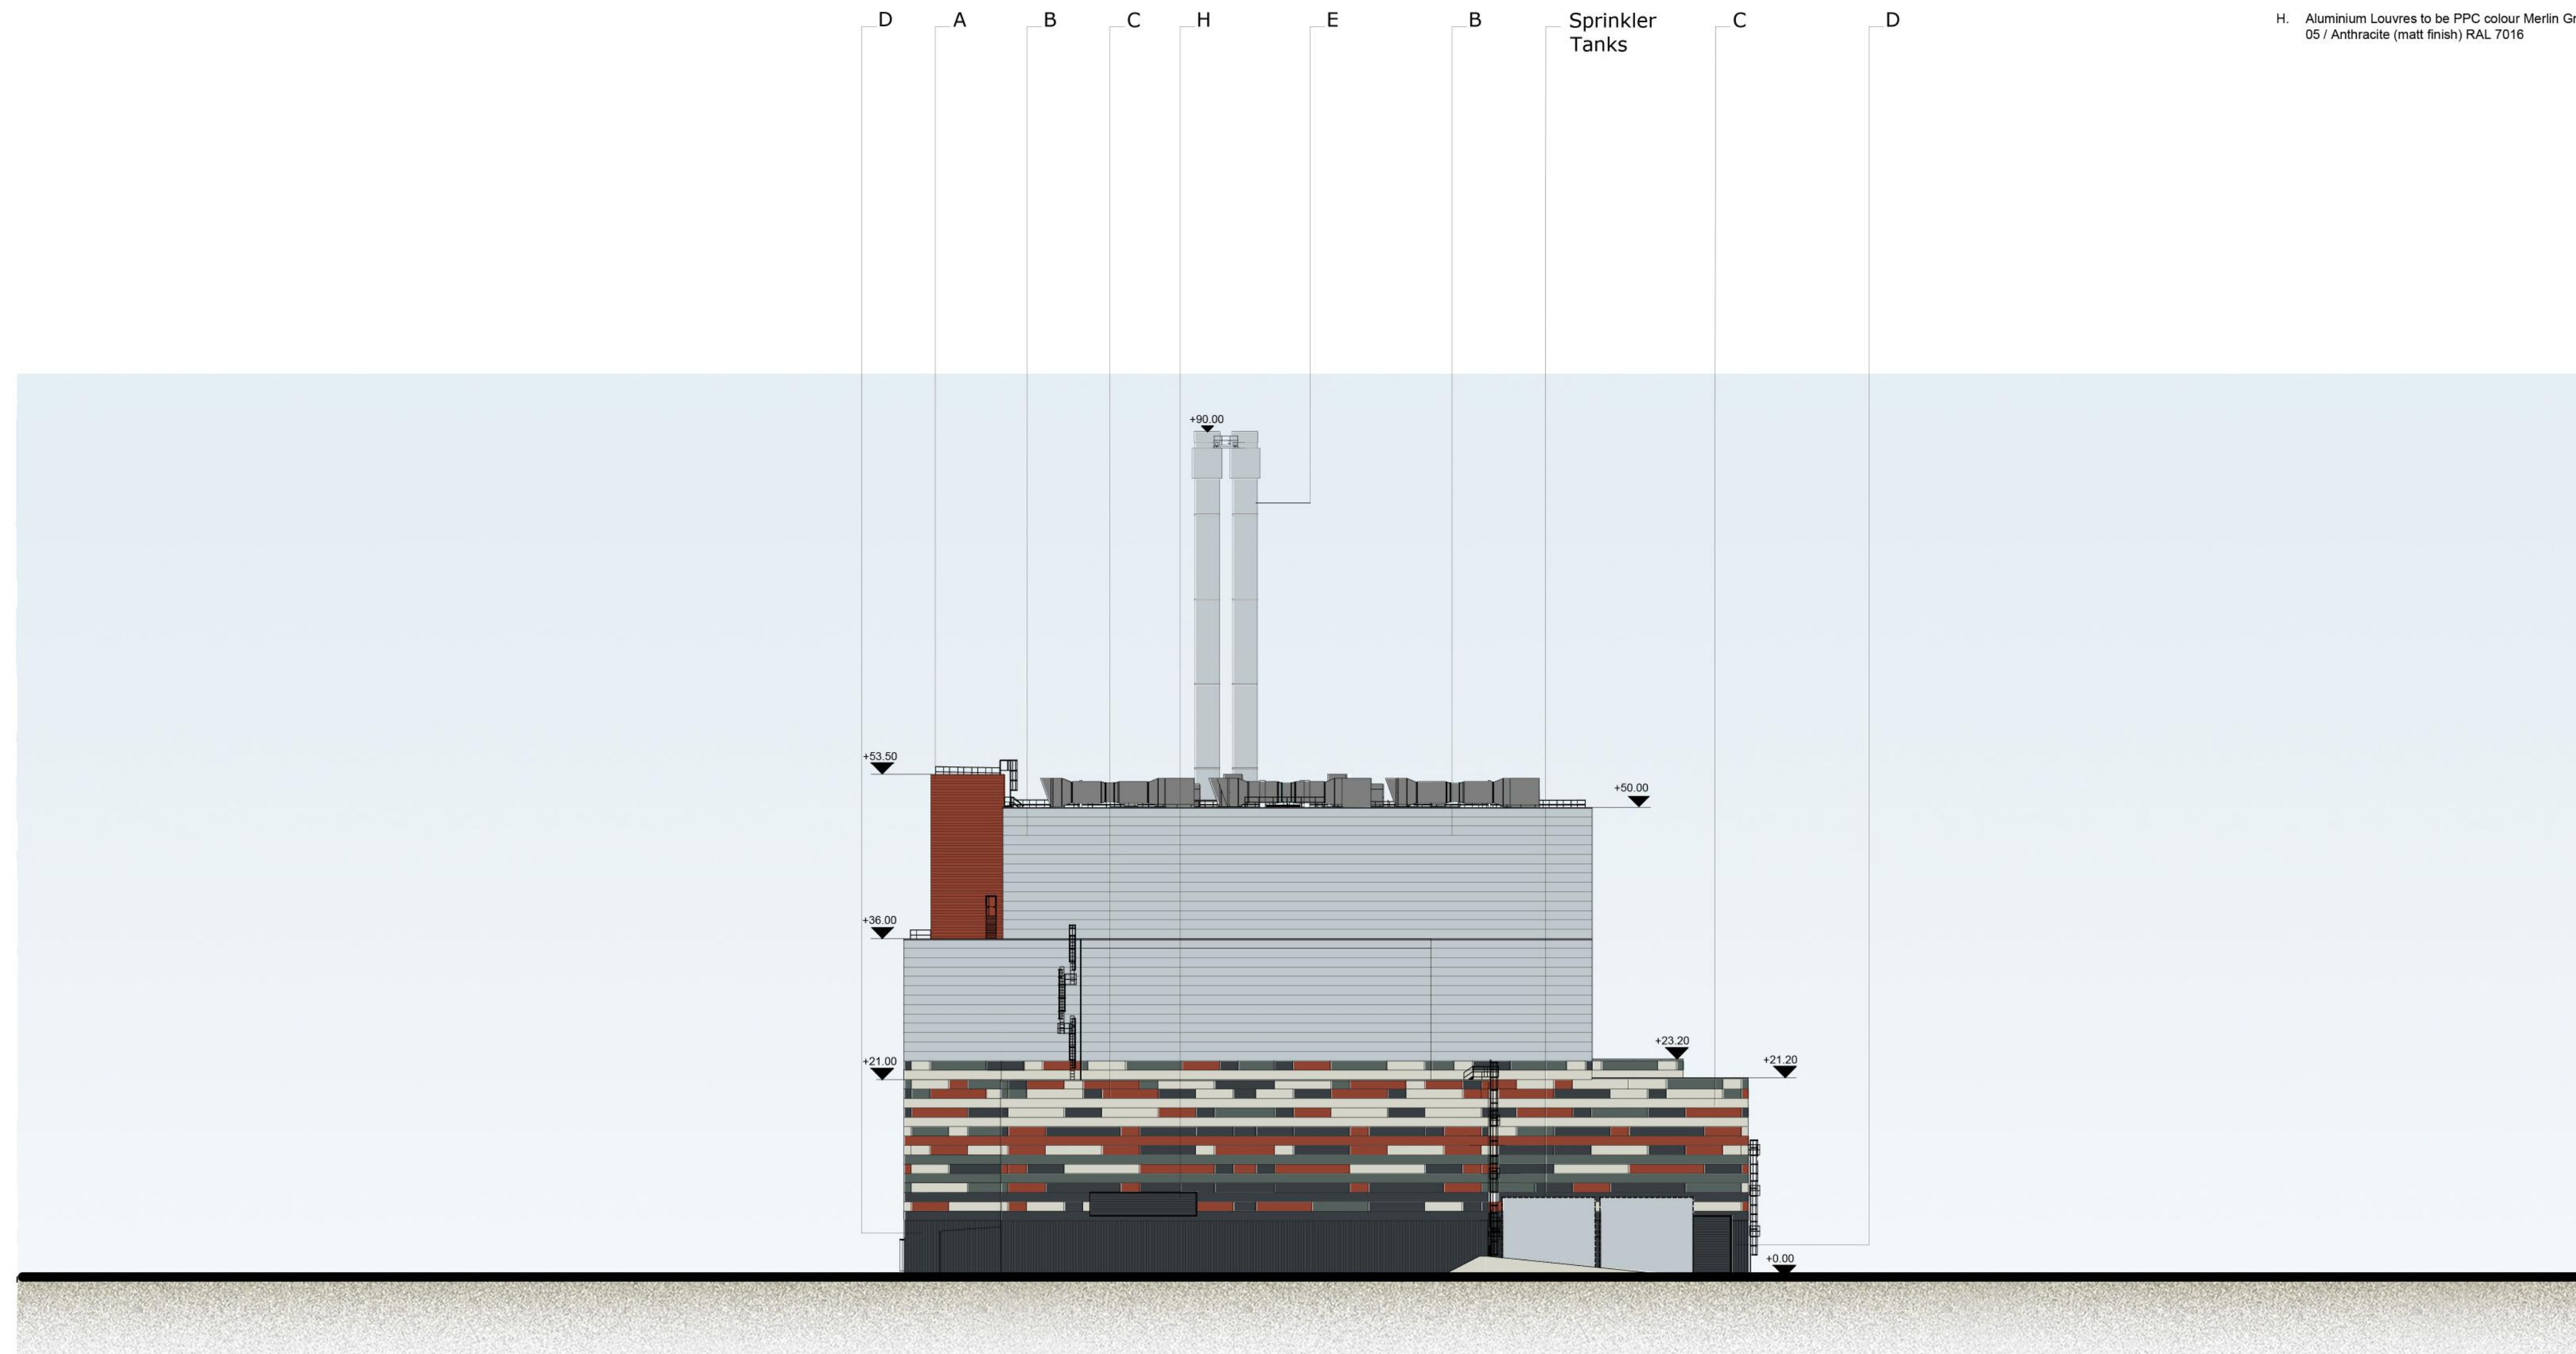 D A B C H E B Sprinkler C D
Tanks
H. Aluminium Louvres to be PPC colour Merlin
05 / Anthracite (matt finish) RAL 7016
+90.00
+53.50
+50.00
+36.00
+23.20
+21.20
+21.00
+0.00